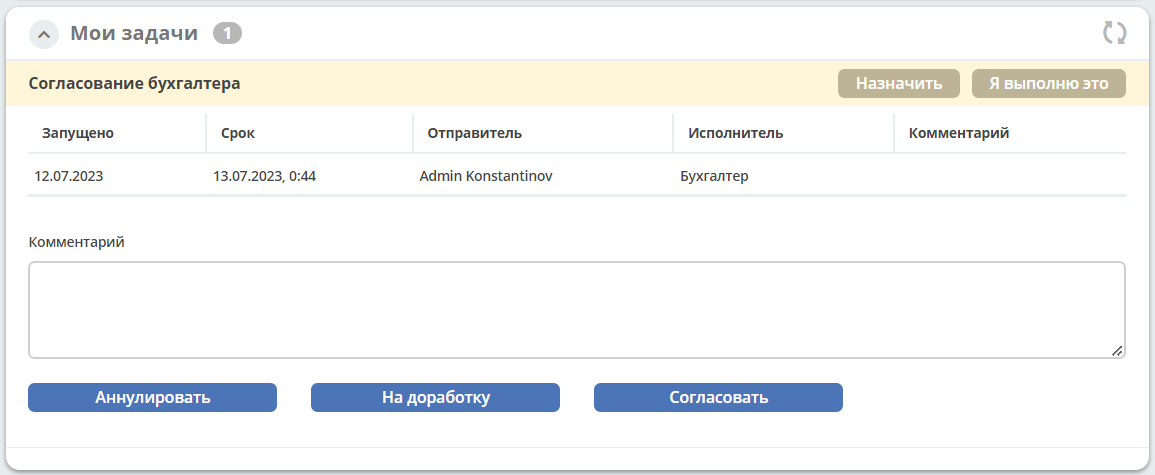 Мои задачи 1
Согласование бухгалтера Назначить Я выполню это
Запущено Срок Отправитель Исполнитель Комментарий
12.07.2023 13.07.2023, 0:44 Admin Konstantinov Бухгалтер
Комментарий
Аннулировать На доработку Согласовать